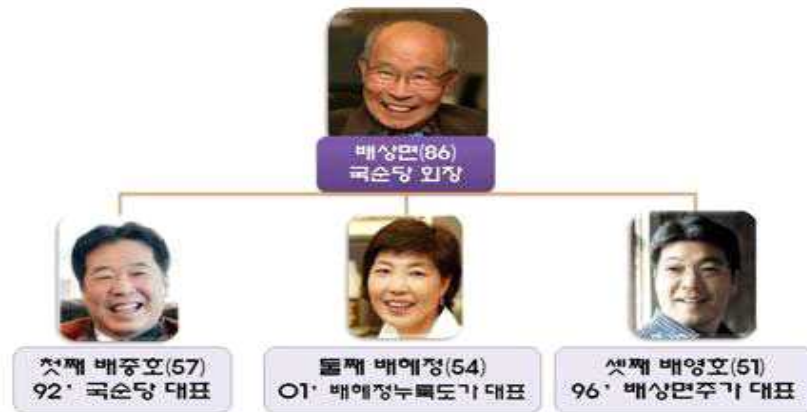 배상면(86)
국순당 회장
첫째 배중호(57)
92' 국순당 대표
둘째 배혜정(54)
01' 배혜정누룩도가 대표
셋째 배영호(51)
96' 배상면주가 대표